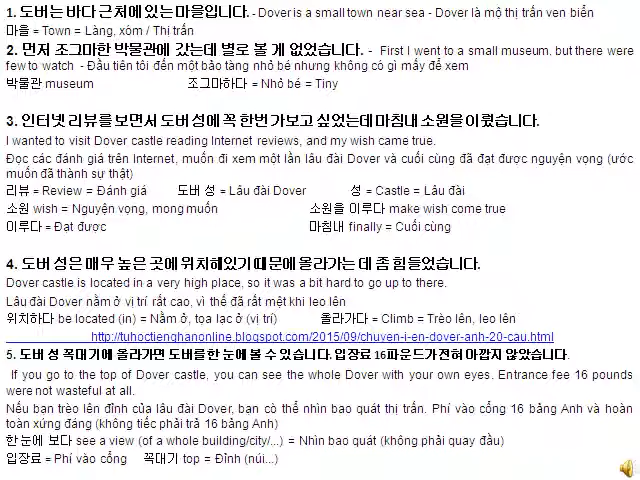 1. 도버는 바다 근처에 있는 마을입니다. - Dover is a small town near sea - Dover là mộ thị trấn ven biển
마을 = Town = Làng, xóm / Thị trấn
2. 먼저 조그마한 박물관에 갔는데 별로 볼 게 없었습니다. - First I went to a small museum. but there were
few to watch - Đầu tiên tôi đến một bảo tàng nhỏ bé nhưng không có gì mấy để xem
박물관 museum 조그마하다 = Nhỏ bé = Tiny
3. 인터넷 리뷰를 보면서 도버 성에 꼭 한번 가보고 싶었는데 마침내 소원을 이뤘습니다.
I wanted to visit Dover castle reading Internet reviews, and my wish came true.
Đọc các đánh giá trên Internet, muốn đi xem một lần lâu đài Dover và cuối cùng đã đạt được nguyện vọng (ước
muốn đã thành sự thật)
리뷰 = Review = Đánh giá 도버 성 = Lâu đài Dover 성 = Castle = Lâu đài
소원 wish = Nguyện vọng, mong muốn 소원을 이루다 make wish come true
이루다 = Đạt được 마침내 finally = Cuối cùng
4. 도버 성은 매우 높은 곳에 위치해있기 때문에 올라가는 데 좀 힘들었습니다.
Dover castle is located in a very high place, so it was a bit hard to go up to there.
Lâu đài Dover nằm ở vị trí rất cao, vì thế đã rất mệt khi leo lên
위치하다 be located (in) = Nằm ở, tọa lạc ở (vị trí) 올라가다 = Climb = Trèo lên, leo lên
http://tuhoctienghanonline.blogspot.com/2015/09/chuyen-i-en-dover-anh-20-cau.html
5. 도버 성 꼭대기에 올라가면 도버를 한 눈에 볼 수 있습니다. 입장료 16파운드가 전혀 아깝지 않았습니다.
If you go to the top of Dover castle, you can see the whole Dover with your own eyes. Entrance fee 16 pounds
were not wasteful at all.
Nếu bạn trèo lên đỉnh của lâu đài Dover, bạn có thể nhìn bao quát thị trấn. Phí vào cổng 16 bảng Anh và hoàn
toàn xứng đáng (không tiếc phải trả 16 bảng Anh)
한 눈에 보다 see a view (of a whole building/city/...) = Nhìn bao quát (không phải quay đầu)
입장료 = Phí vào cổng 꼭대기 top = Đỉnh (núi...)